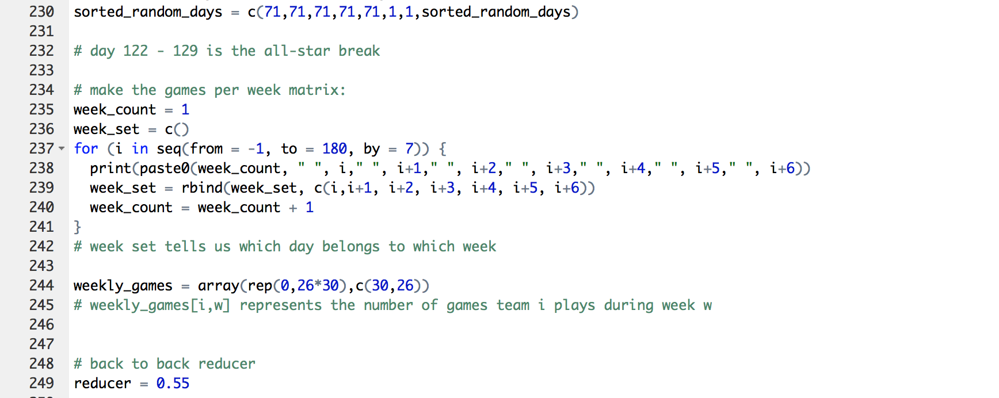 230 sorted_random_days = c(71,71,71,71,71,1,1,sorted_random_days)
231
232 # day 122 - 129 is the all-star break
233
234 # make the games per week matrix:
235 week_count = 1
236 week_set = c()
237 for (i in seq(from = -1, to = 180, by = 7)) {
238   print(paste0(week_count, " ", i," ", i+1," ", i+2," ", i+3," ", i+4," ", i+5," ", i+6))
239   week_set = rbind(week_set, c(i,i+1, i+2, i+3, i+4, i+5, i+6))
240   week_count = week_count + 1
241 }
242 # week set tells us which day belongs to which week
243
244 weekly_games = array(rep(0,26*30),c(30,26))
245 # weekly_games[i,w] represents the number of games team i plays during week w
246
247
248 # back to back reducer
249 reducer = 0.55